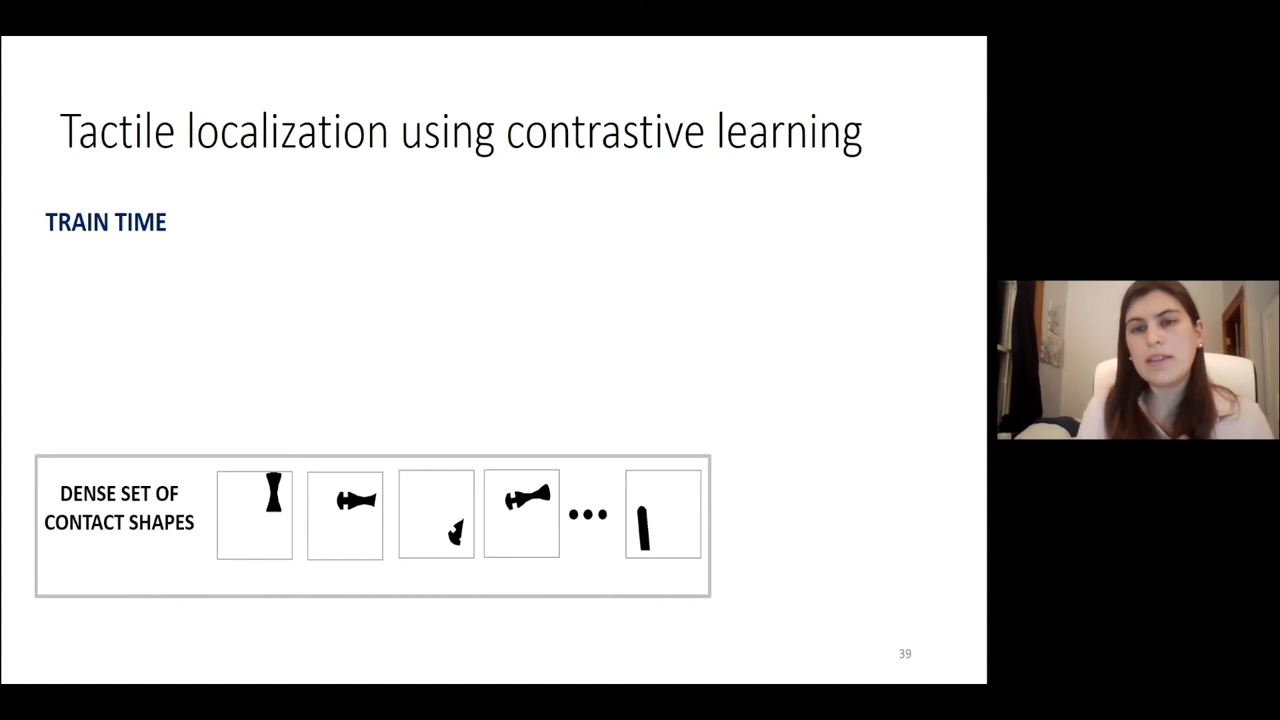 Tactile localization using contrastive learning
TRAIN TIME
DENSE SET OF
CONTACT SHAPES
39